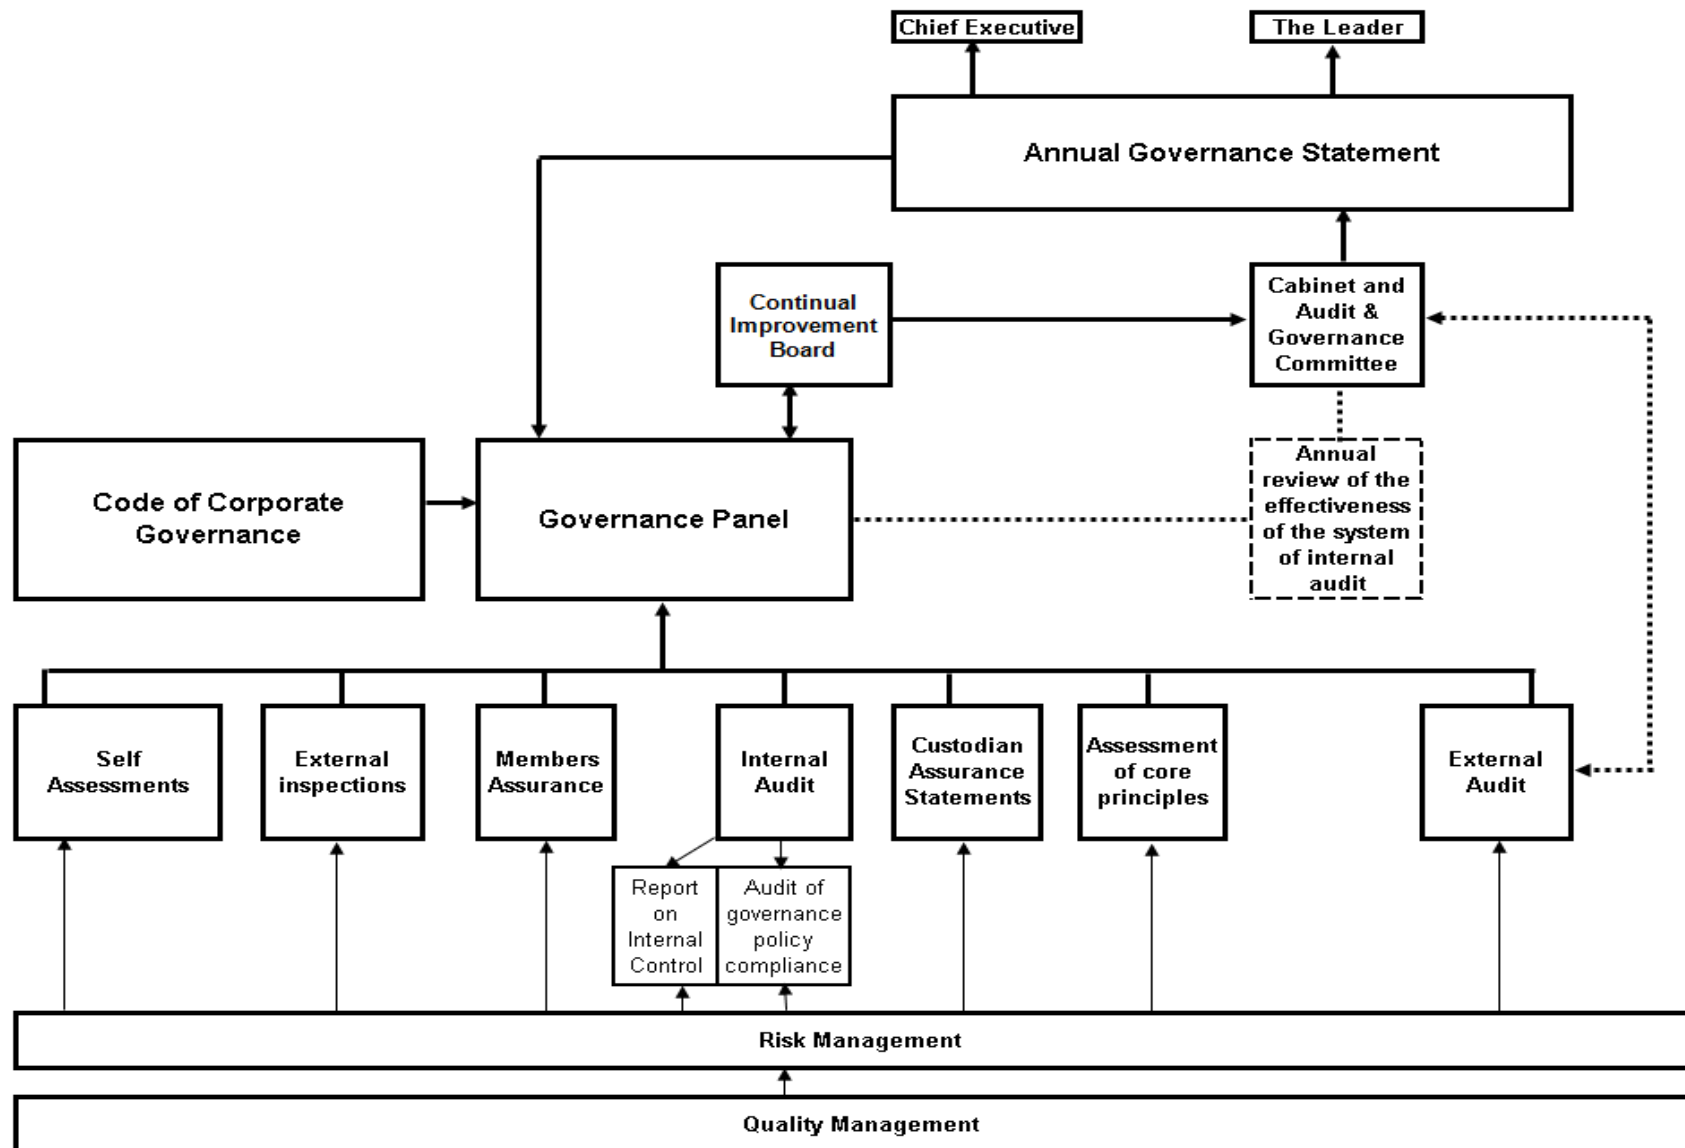 Chief Executive
The Leader
Annual Governance Statement
Continual
Improvement
Board
Cabinet and
Audit &
Governance
Committee
Code of Corporate
Governance
Governance Panel
Annual
review of the
effectiveness
of the system
of internal
audit
Self
Assessments
External
inspections
Members
Assurance
Internal
Audit
Custodian
Assurance
Statements
Assessment
of core
principles
External
Audit
Report
on
Internal
Control
Audit of
governance
policy
compliance
Risk Management
Quality Management